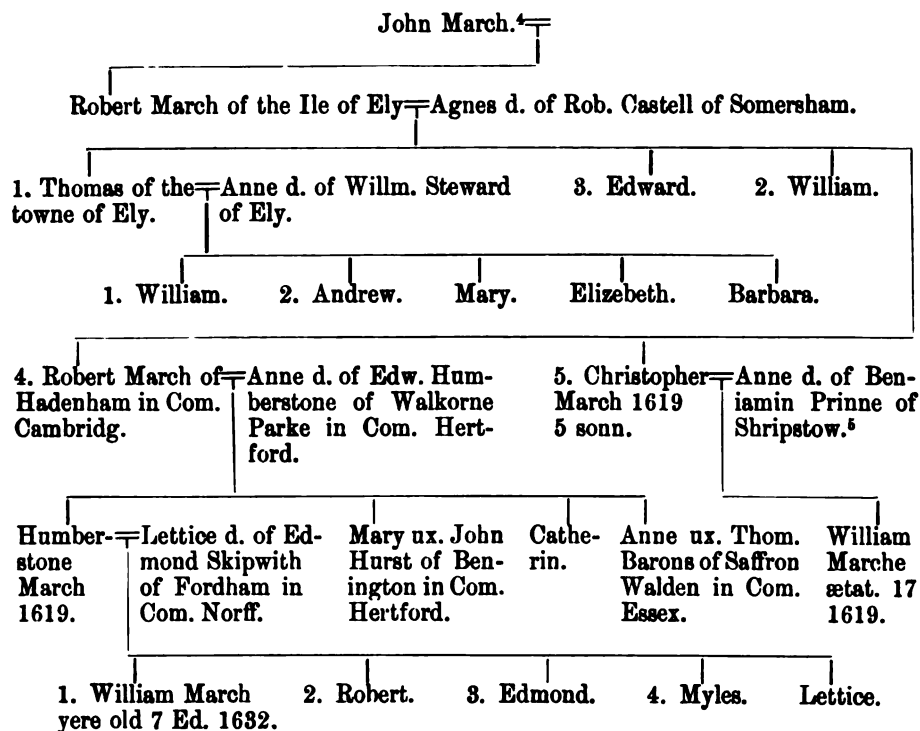 John March.⁴
Robert March of the Ile of Ely Agnes d. of Rob. Castell of Somersham.
1. Thomas of the
towne of Ely.
Anne d. of Willm. Steward
of Ely.
3. Edward.
2. William.
1. William.
2. Andrew.
Mary.
Elizebeth.
Barbara.
4. Robert March of
Hadenham in Com.
Cambridg.
Anne d. of Edw. Hum-
berstone of Walkorne
Parke in Com. Hert-
ford.
5. Christopher
March 1619
5 sonn.
Anne d. of Ben-
iamin Prinne of
Shripstow.⁵
Humber-
stone
March
1619.
Lettice d. of Ed-
mond Skipwith
of Fordham in
Com. Norff.
Mary ux. John
Hurst of Ben-
ington in Com.
Hertford.
Cathe-
rin.
Anne ux. Thom.
Barons of Saffron
Walden in Com.
Essex.
William
Marche
ætat. 17
1619.
1. William March
yere old 7 Ed. 1632.
2. Robert.
3. Edmond.
4. Myles.
Lettice.